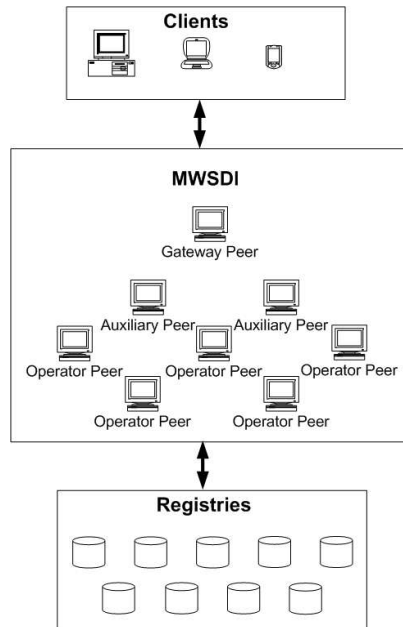 Clients
MWSDI
Gateway Peer
Auxiliary Peer Auxiliary Peer
Operator Peer Operator Peer Operator Peer
Operator Peer Operator Peer
Registries